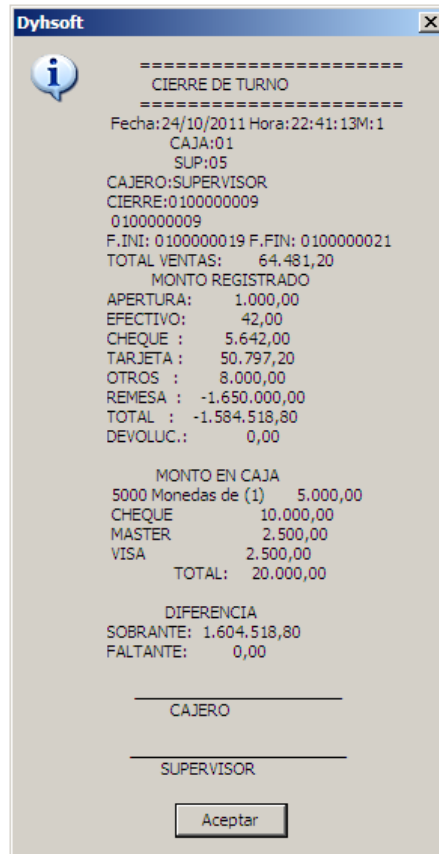 Dyhsoft
======================
CIERRE DE TURNO
======================
Fecha:24/10/2011 Hora:22:41:13M:1
CAJA:01
SUP:05
CAJERO:SUPERVISOR
CIERRE:0100000009
0100000009
F.INI: 0100000019 F.FIN: 0100000021
TOTAL VENTAS: 64.481,20
MONTO REGISTRADO
APERTURA: 1.000,00
EFECTIVO: 42,00
CHEQUE : 5.642,00
TARJETA : 50.797,20
OTROS : 8.000,00
REMESA : -1.650.000,00
TOTAL : -1.584.518,80
DEVOLUC.: 0,00
MONTO EN CAJA
5000 Monedas de (1) 5.000,00
CHEQUE 10.000,00
MASTER 2.500,00
VISA 2.500,00
TOTAL: 20.000,00
DIFERENCIA
SOBRANTE: 1.604.518,80
FALTANTE: 0,00
CAJERO
SUPERVISOR
Aceptar